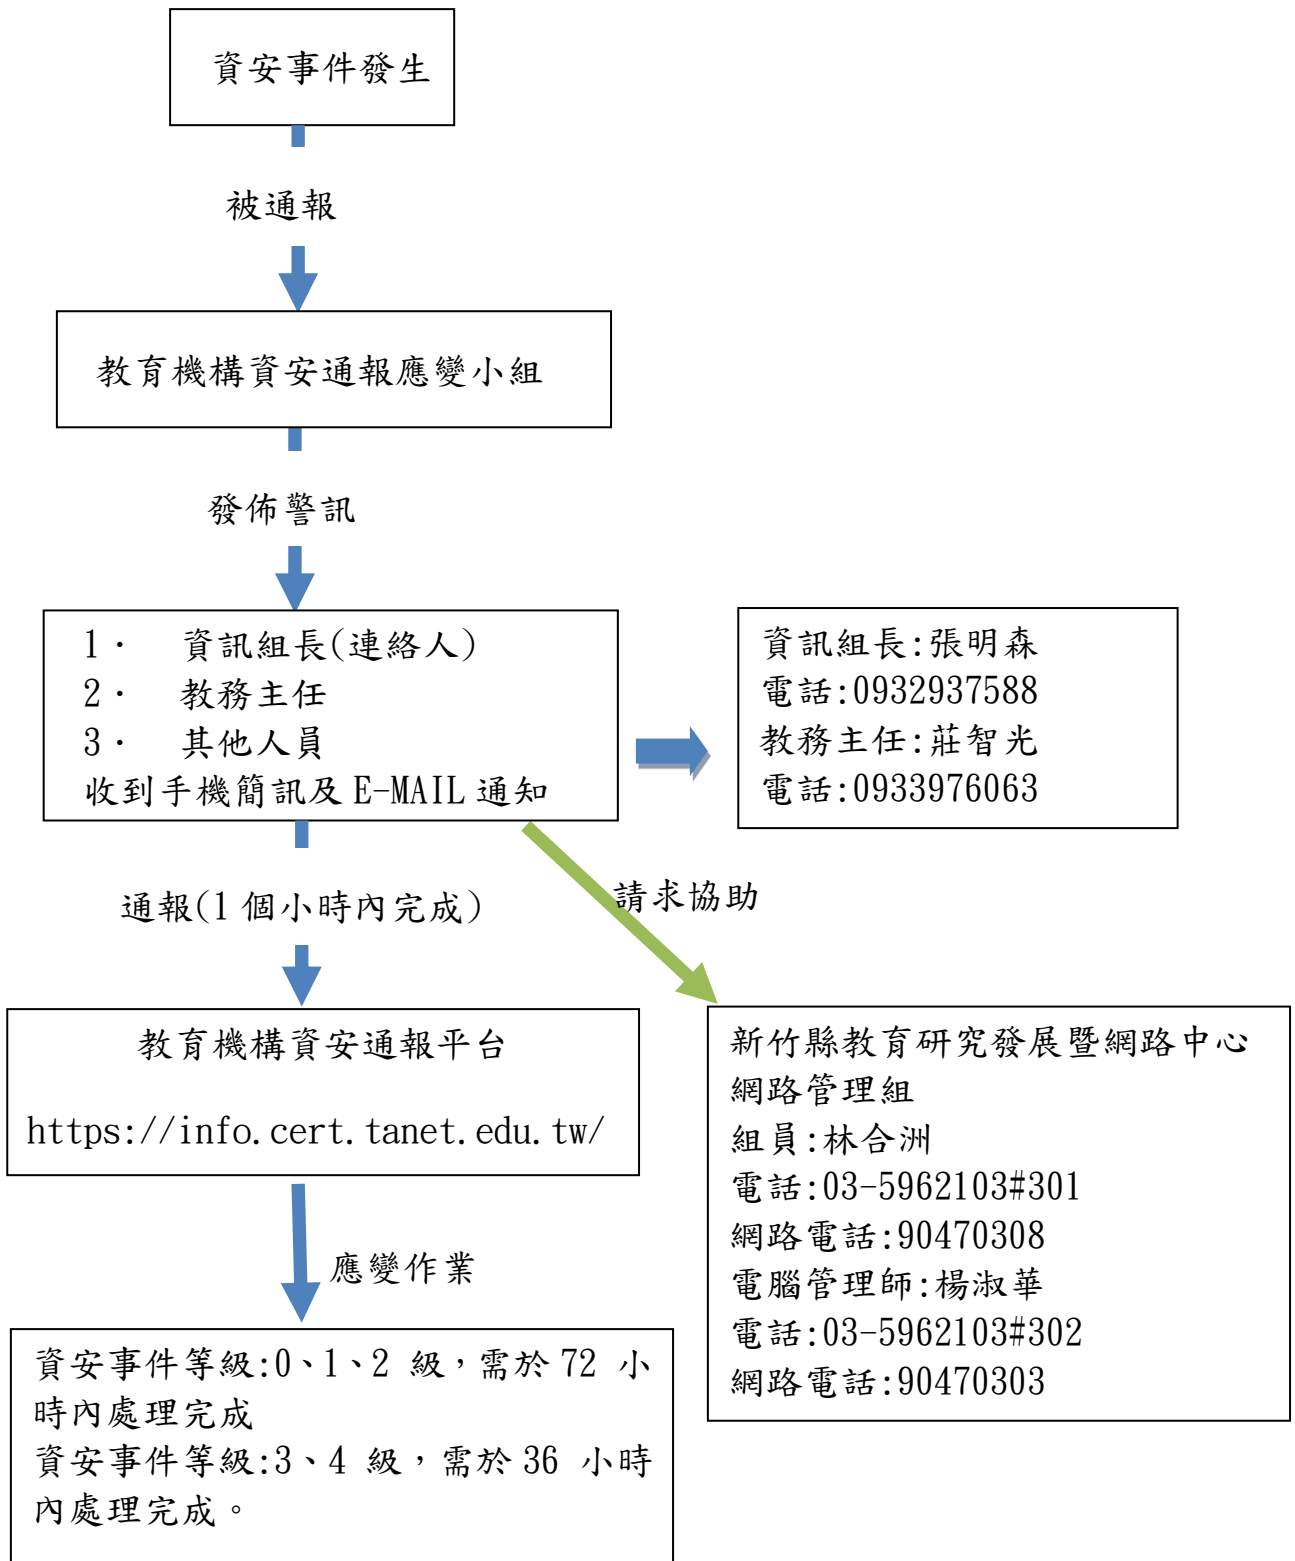 資安事件發生
被通報
教育機構資安通報應變小組
發佈警訊
1. 資訊組長(連絡人)
2. 教務主任
3. 其他人員
收到手機簡訊及 E-MAIL 通知
資訊組長:張明森
電話:0932937588
教務主任:莊智光
電話:0933976063
通報(1 個小時內完成)
請求協助
教育機構資安通報平台
https://info.cert.tanet.edu.tw/
新竹縣教育研究發展暨網路中心
網路管理組
組員:林合洲
電話:03-5962103#301
網路電話:90470308
電腦管理師:楊淑華
電話:03-5962103#302
網路電話:90470303
應變作業
資安事件等級:0、1、2 級,需於 72 小
時內處理完成
資安事件等級:3、4 級,需於 36 小時
內處理完成。